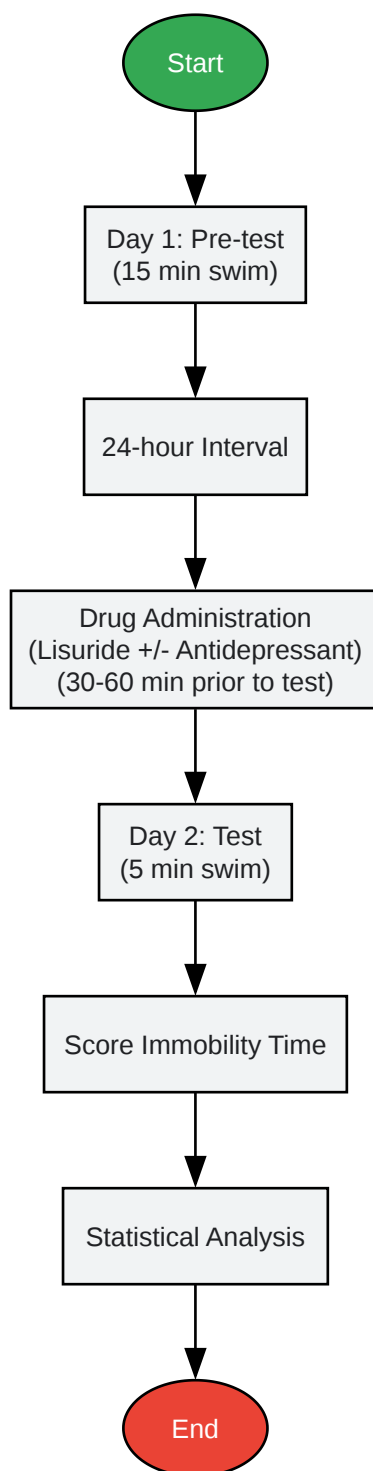 Start
Day 1: Pre-test
(15 min swim)
24-hour Interval
Drug Administration
(Lisuride +/- Antidepressant)
(30-60 min prior to test)
Day 2: Test
(5 min swim)
Score Immobility Time
Statistical Analysis
End